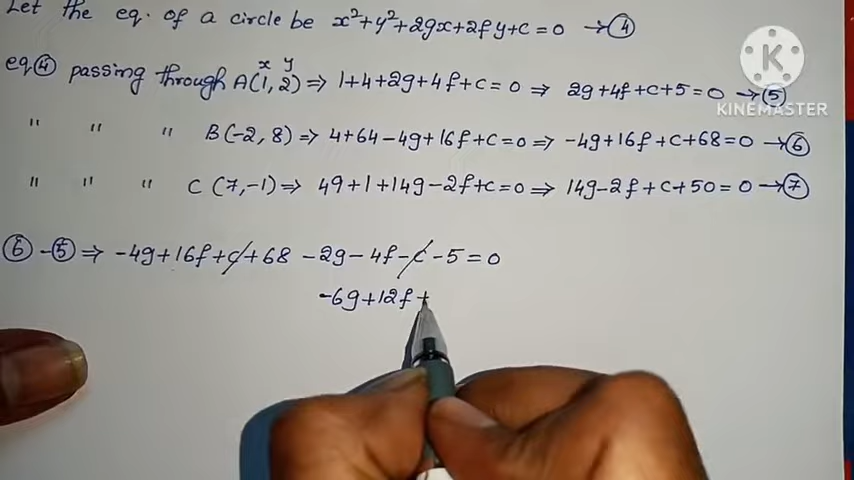 Let the eq. of a circle be x²+y²+2gx+2fy+c=0 → ④
x y
eq④ passing through A(1,2) ⇒ 1+4+2g+4f+c=0 ⇒ 2g+4f+c+5=0 → ⑤
" " " B(-2,8) ⇒ 4+64-4g+16f+c=0 ⇒ -4g+16f+c+68=0 → ⑥
" " " C(7,-1) ⇒ 49+1+14g-2f+c=0 ⇒ 14g-2f+c+50=0 → ⑦
⑥-⑤ ⇒ -4g+16f+c+68-2g-4f-c-5=0
-6g+12f+
K
KINEMASTER